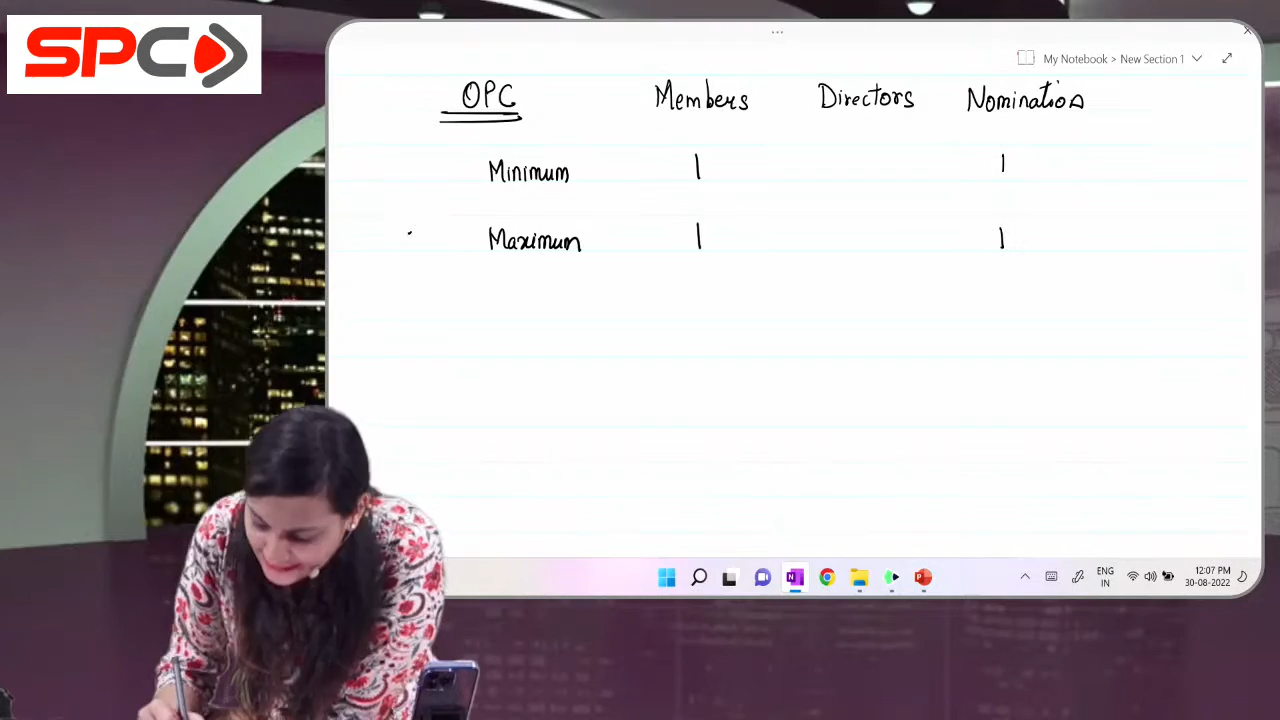 SPC
My Notebook > New Section 1
OPC Members Directors Nomination
Minimum 1 1
Maximum 1 1
ENG
IN
12:07 PM
30-08-2022